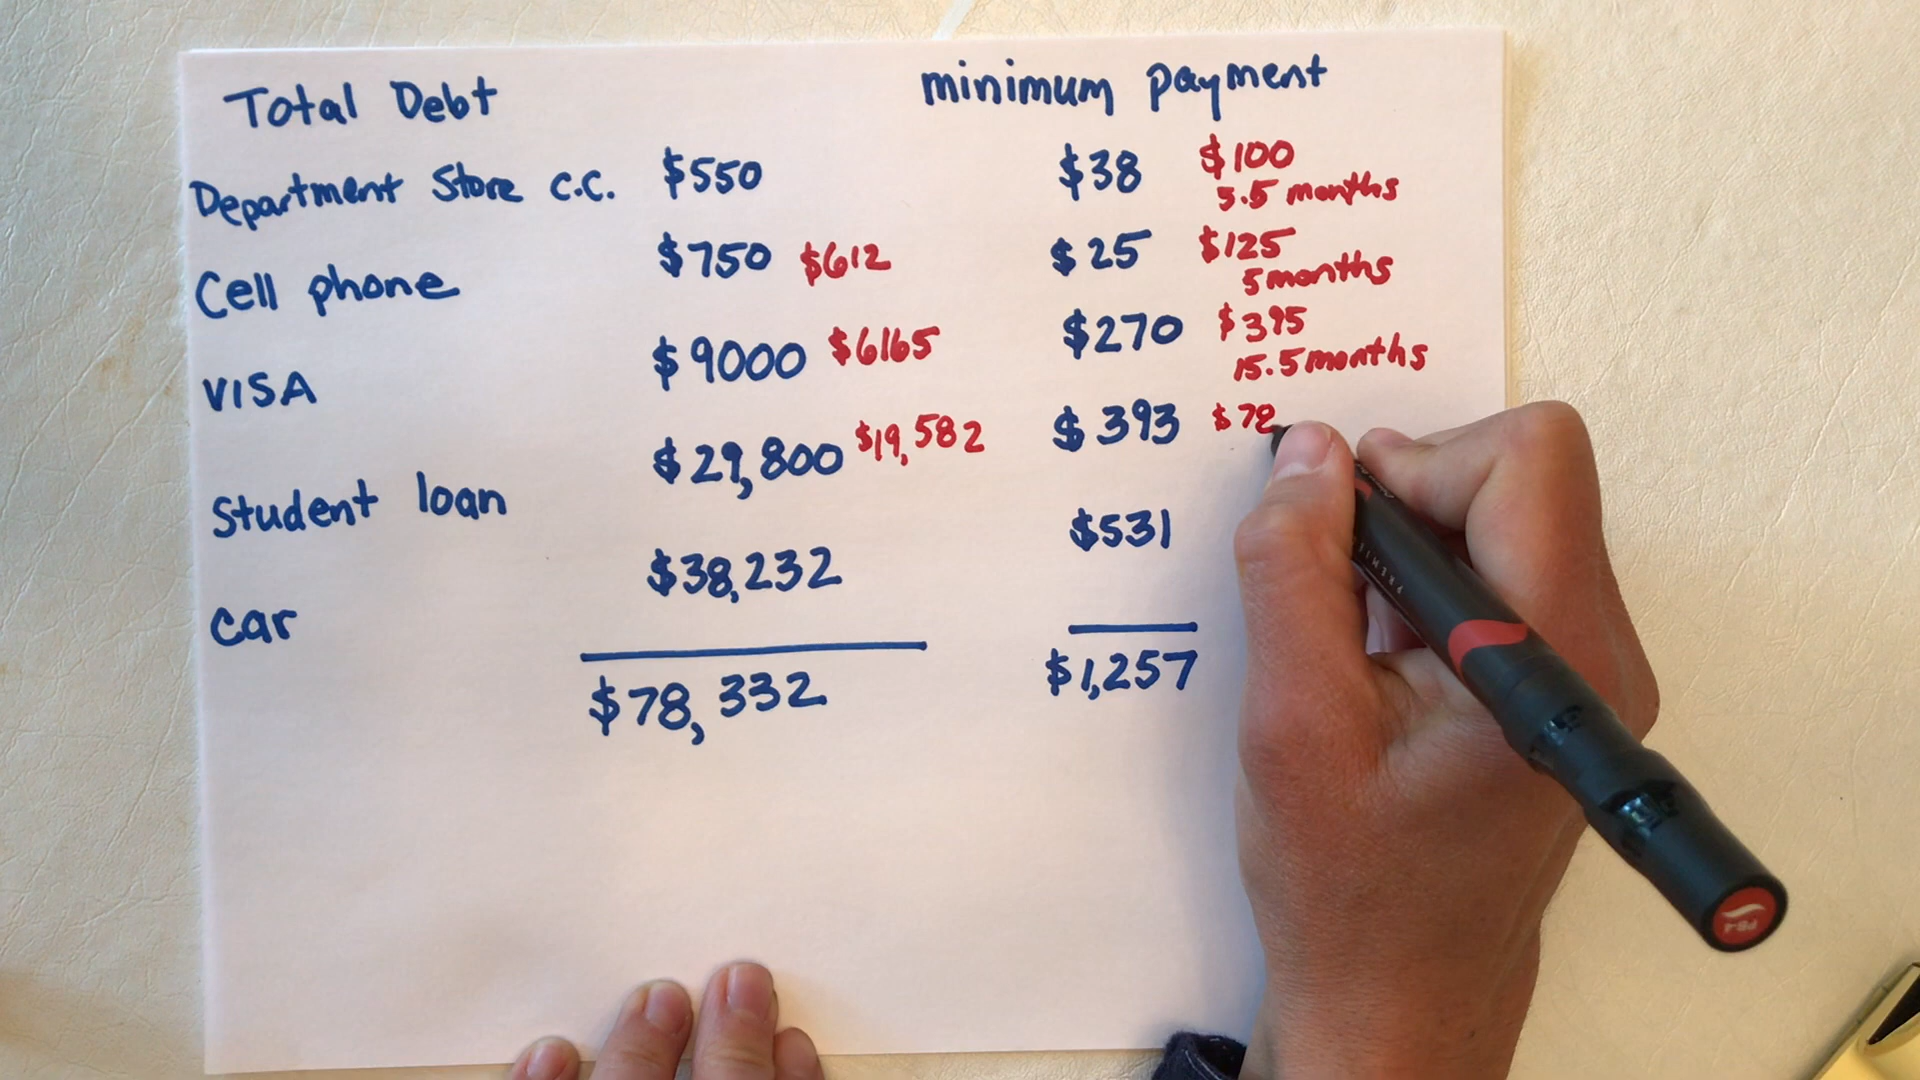 Total Debt minimum payment
Department Store c.c. $550 $38 $100
5.5 months
Cell phone $750 $612 $25 $125
5 months
VISA $9000 $6165 $270 $395
15.5 months
Student loan $29,800 $19,582 $393 $78
car $38,232 $531
$78,332 $1,257